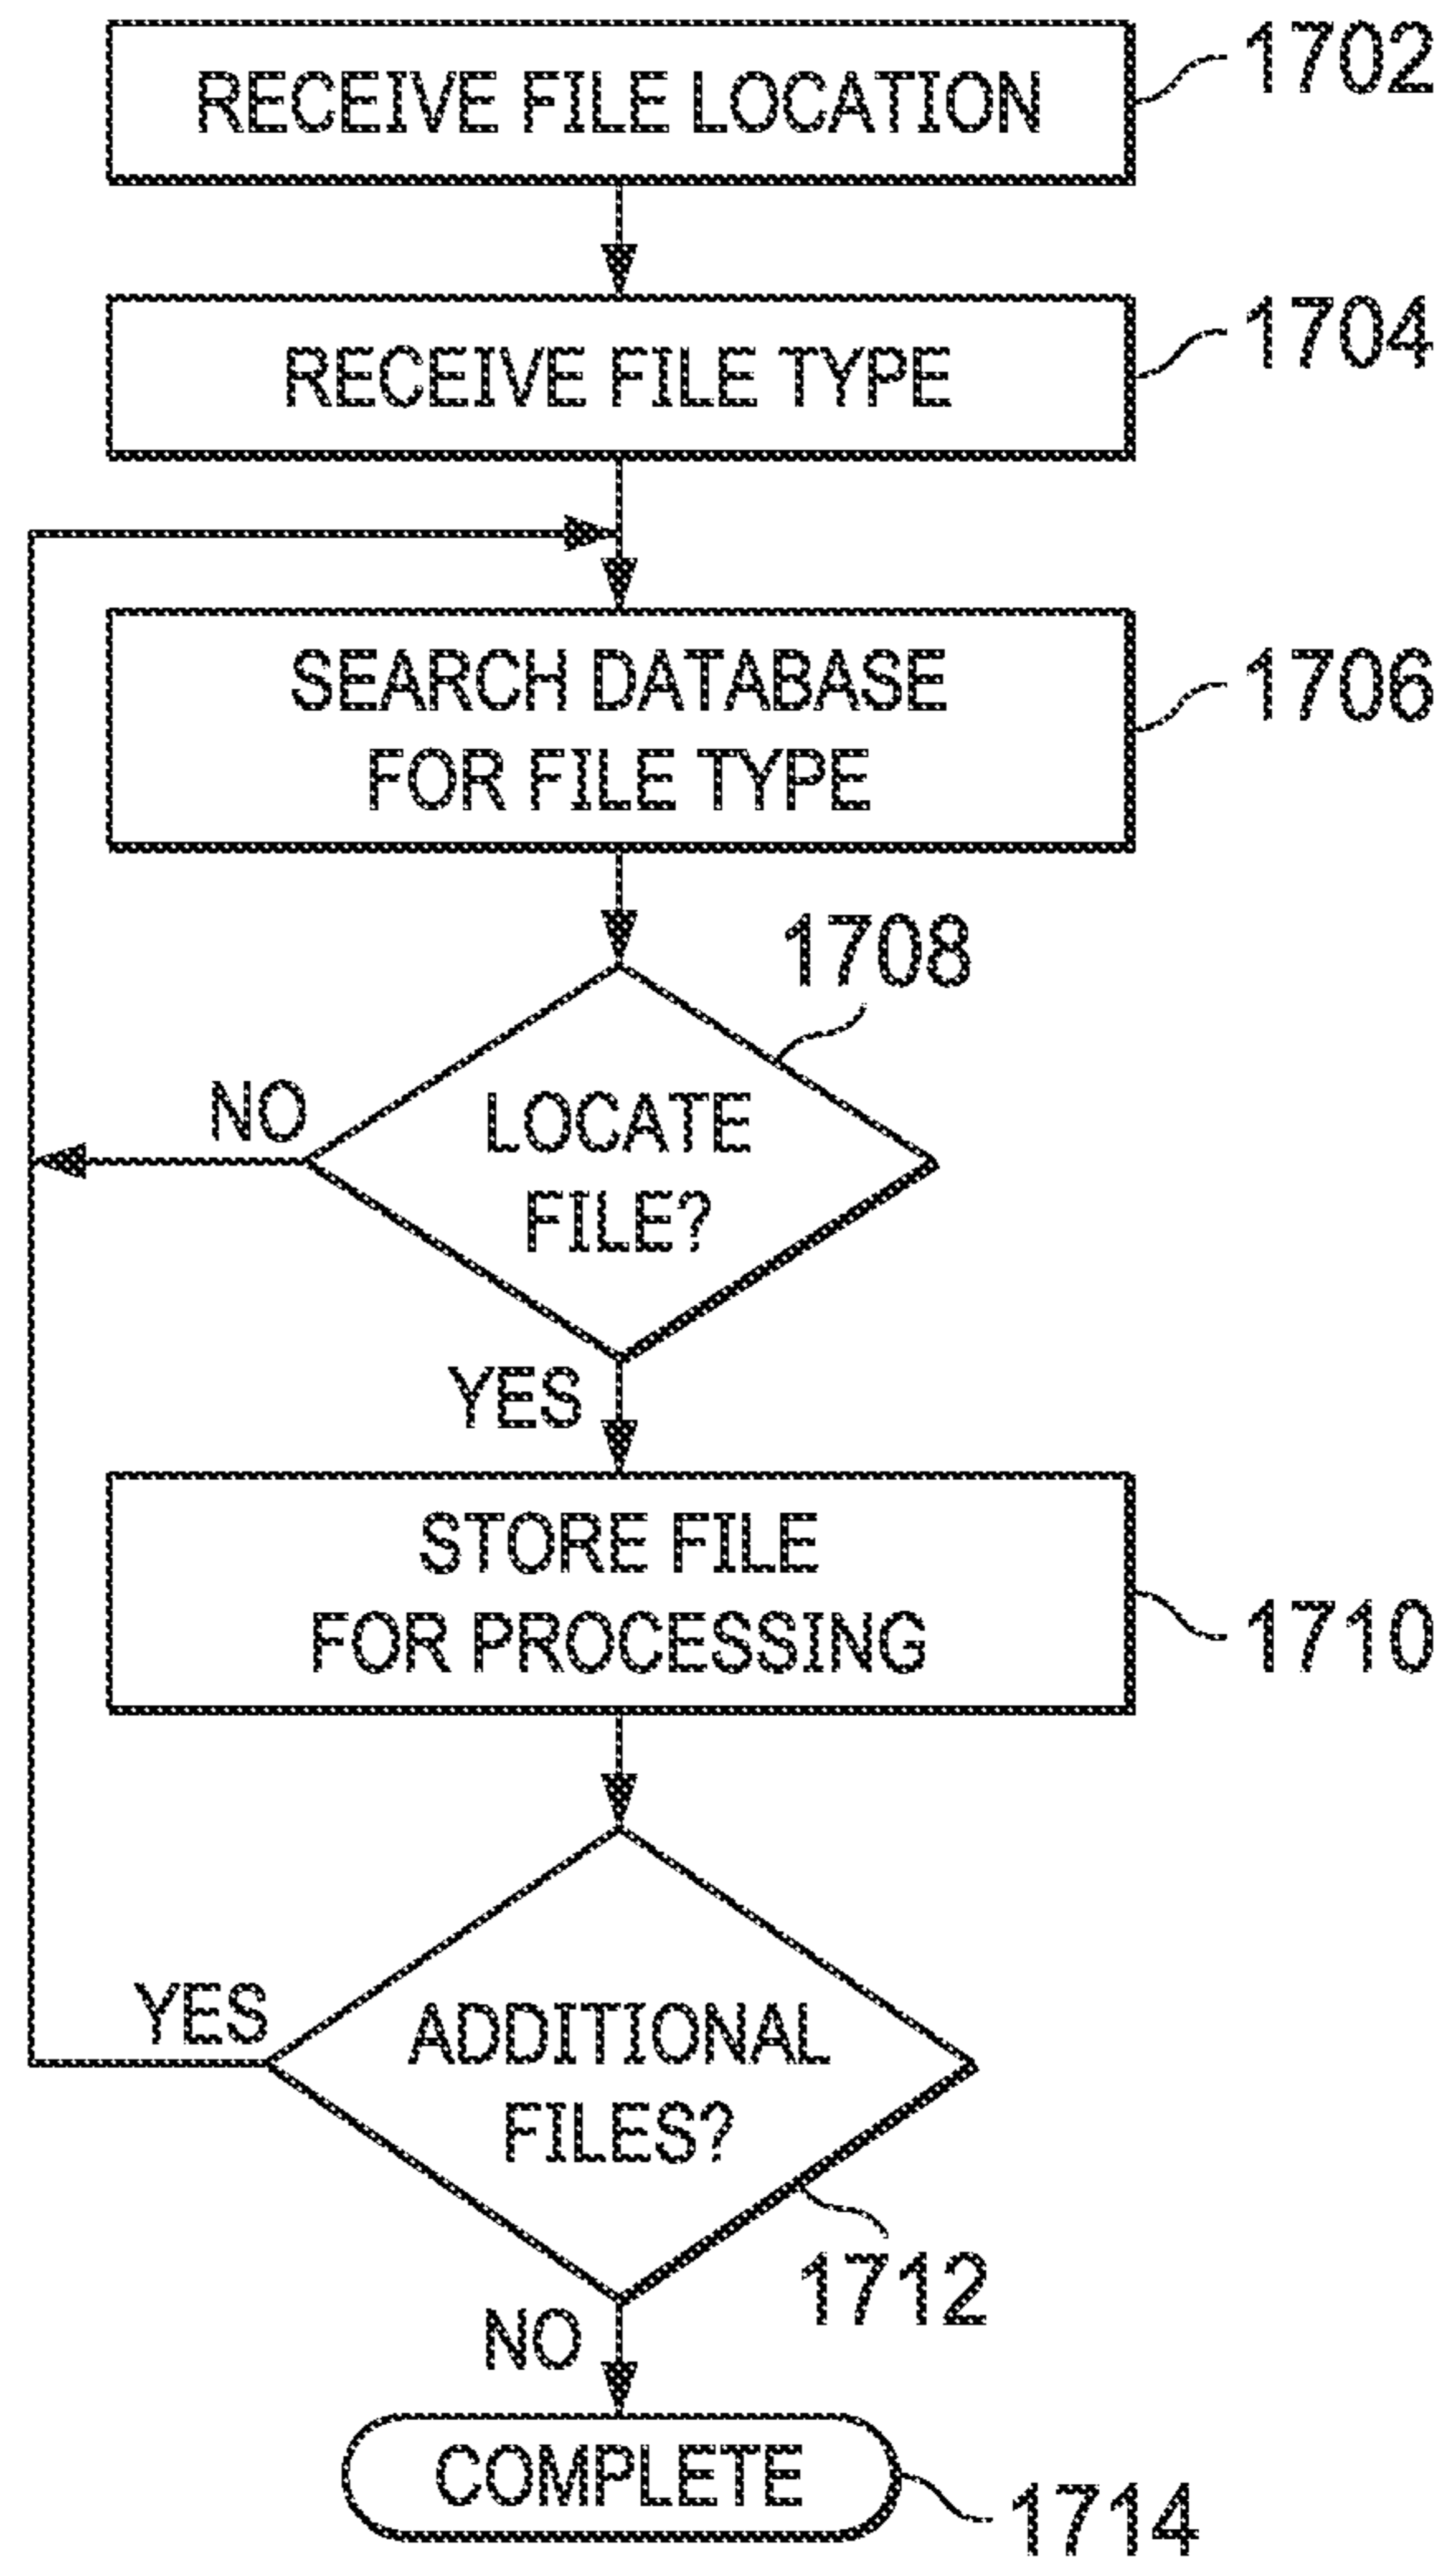 RECEIVE FILE LOCATION
1702
RECEIVE FILE TYPE
1704
SEARCH DATABASE
FOR FILE TYPE
1706
1708
LOCATE
FILE?
NO
YES
STORE FILE
FOR PROCESSING
1710
ADDITIONAL
FILES?
YES
1712
NO
COMPLETE
1714